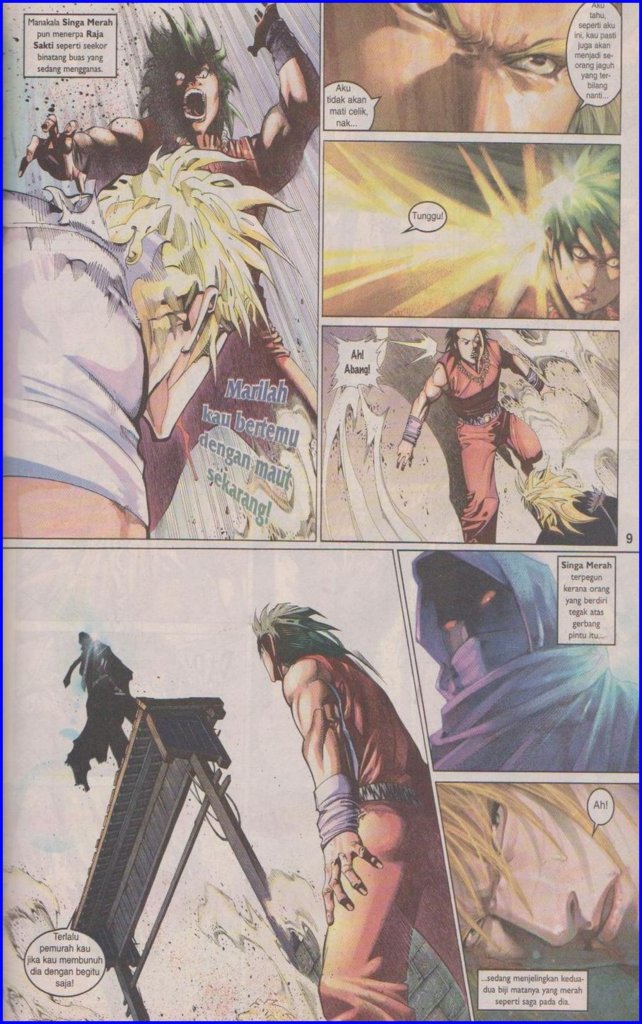 Manakala Singa Merah
pun menerpa Raja
Sakti seperti seekor
binatang buas yang
sedang mengganas.
Marilah
kau bertemu
dengan maut
sekarang!
Aku
tahu,
seperti aku
ini, kau pasti
juga akan
menjadi se-
orang jaguh
yang ter-
bilang
nanti...
Aku
tidak akan
mati celik,
nak...
Tunggu!
Ah!
Abang!
9
Terlalu
pemurah kau
jika kau membunuh
dia dengan begitu
saja!
Singa Merah
terpegun
kerana orang
yang berdiri
tegak atas
gerbang
pintu itu...
Ah!
...sedang menjelingkan kedua-
dua biji matanya yang merah
seperti saga pada dia.